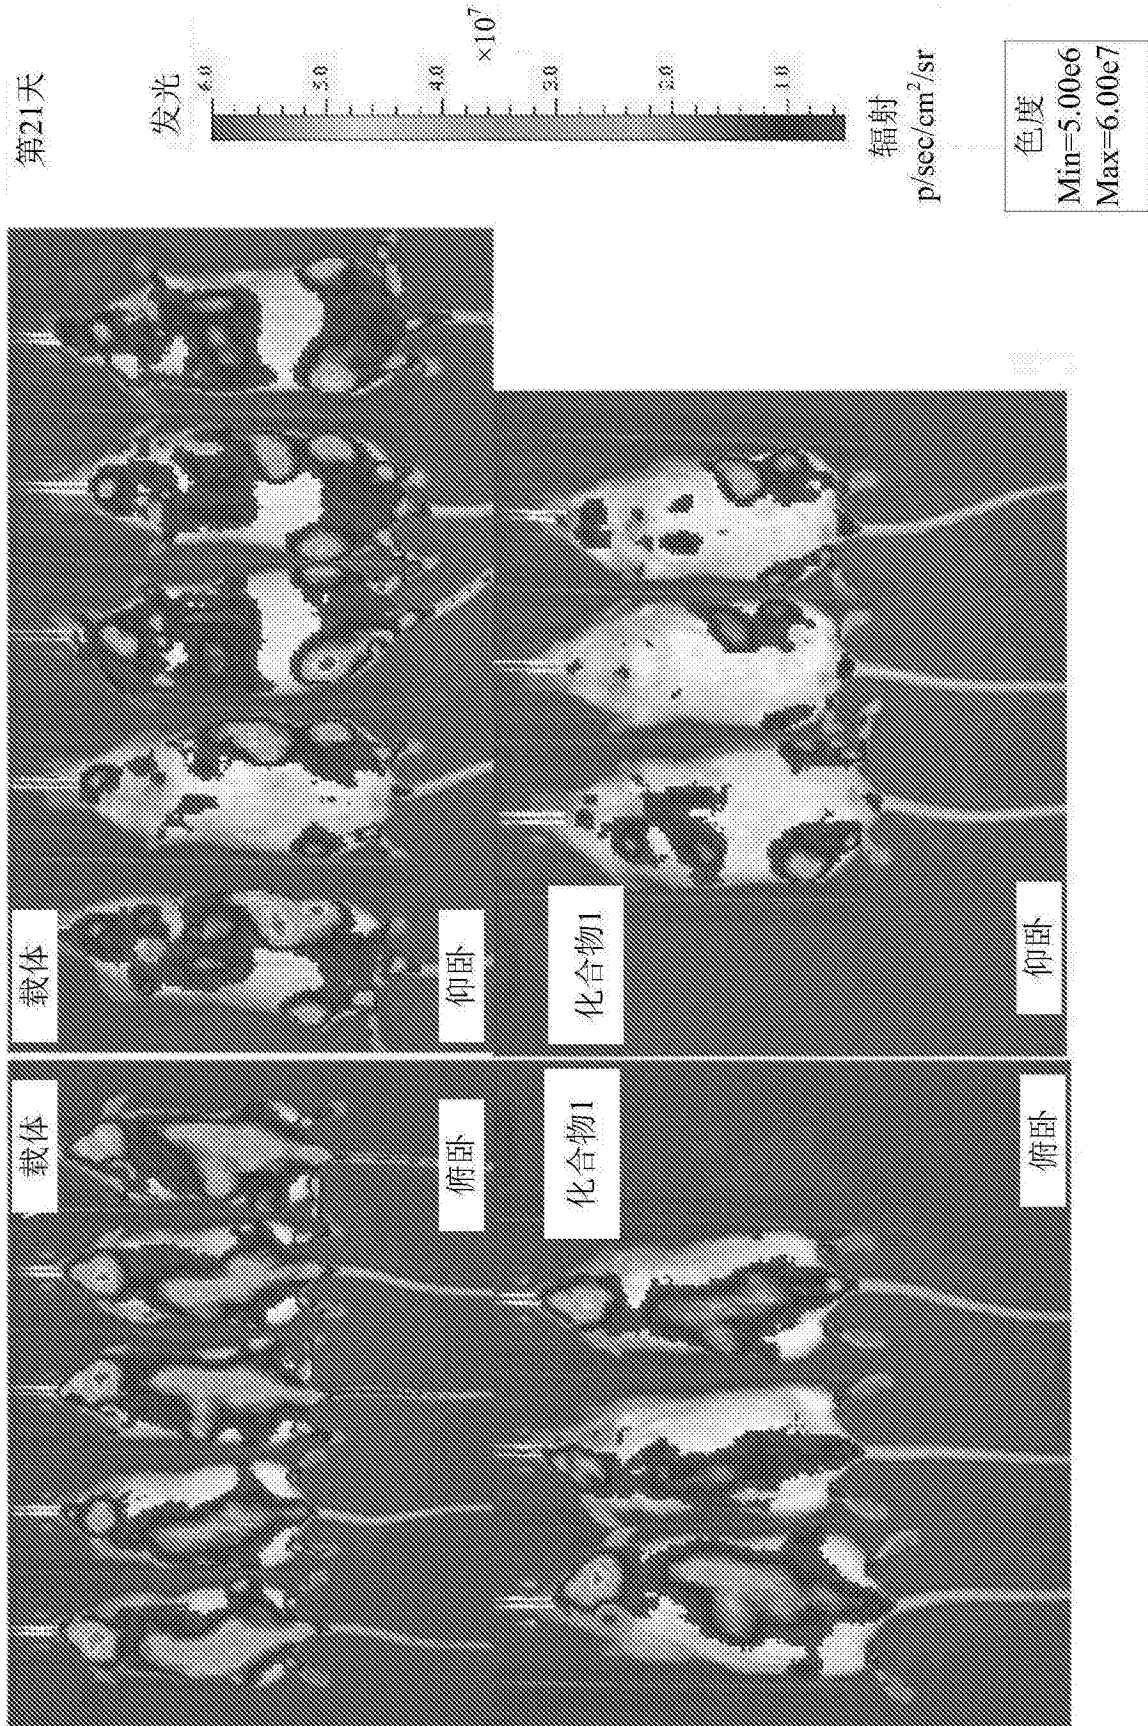 第21天
发光
6.0
5.0
4.0
3.0
2.0
1.0
×10⁷
辐射
p/sec/cm²/sr
色度
Min=5.00e6
Max=6.00e7
载体
俯卧
载体
仰卧
化合物1
俯卧
化合物1
仰卧